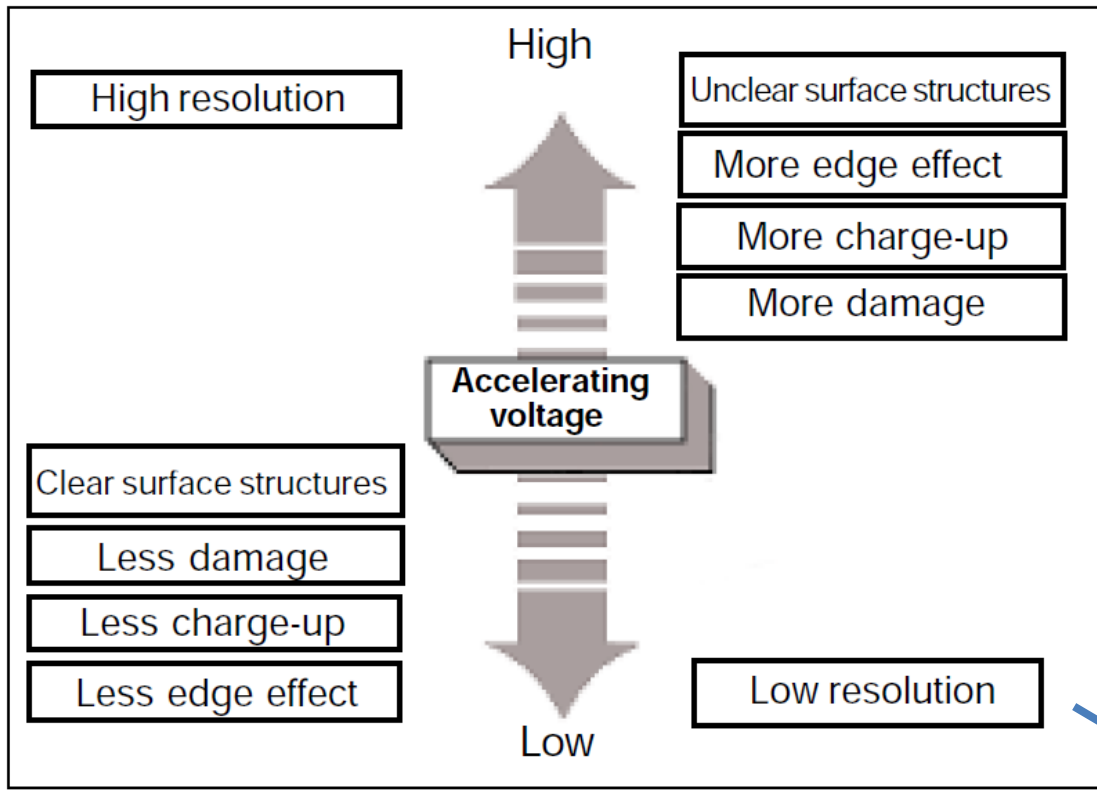 High
High resolution
Unclear surface structures
More edge effect
More charge-up
More damage
Accelerating
voltage
Clear surface structures
Less damage
Less charge-up
Less edge effect
Low resolution
Low